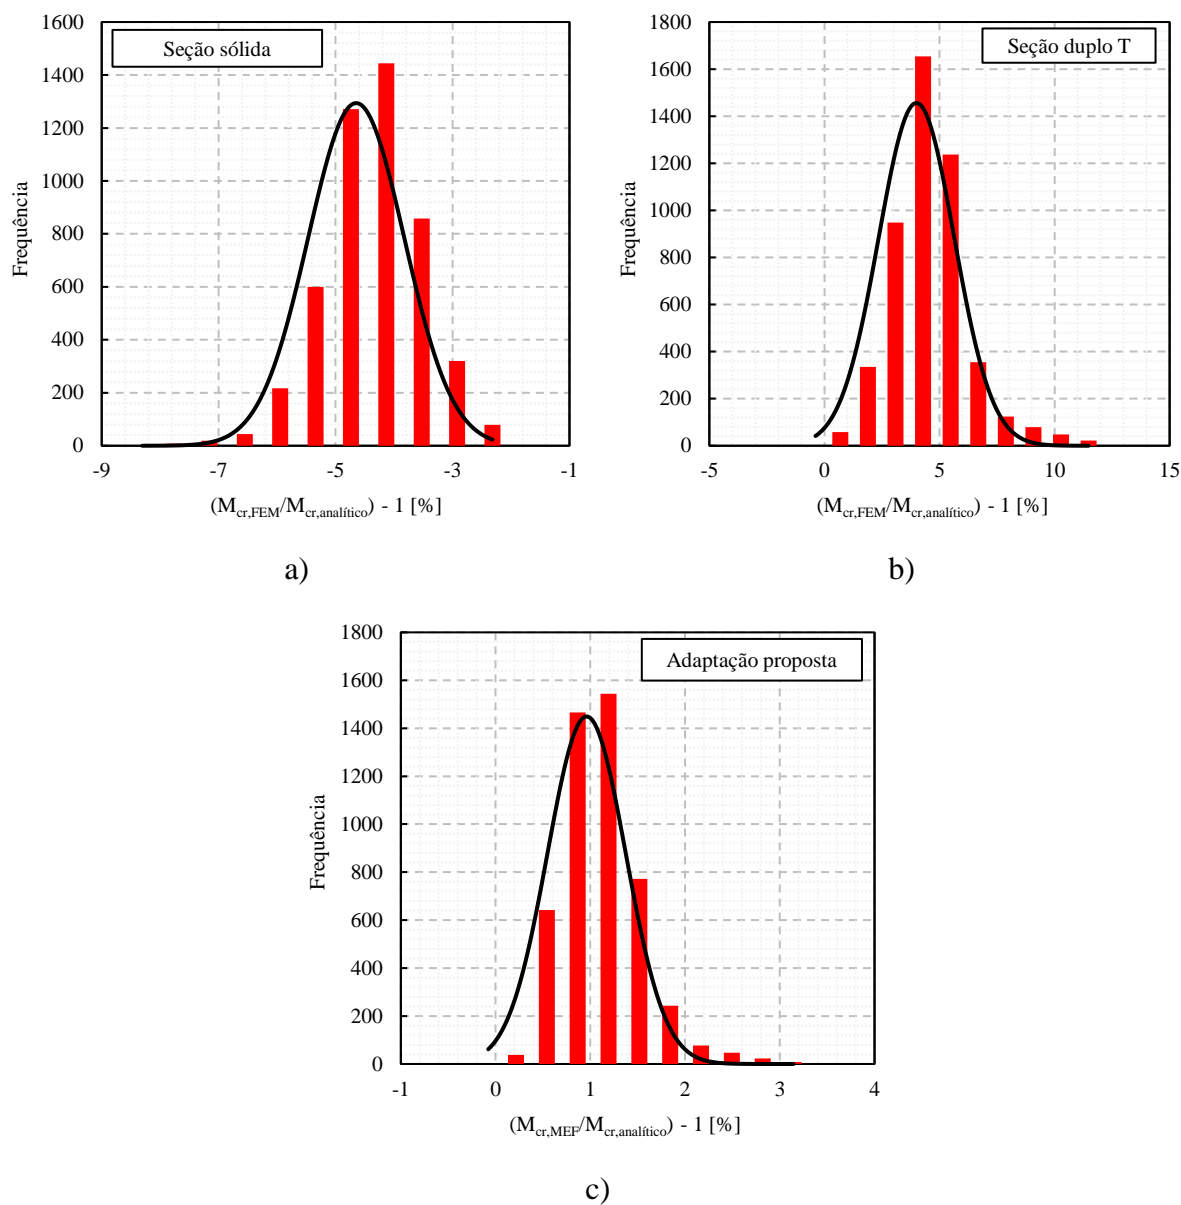 1600
1400
1200
1000
800
600
400
200
0
Frequência
Seção sólida
-9 -7 -5 -3 -1
(Mcr,FEM/Mcr,analítico) - 1 [%]
a)
1800
1600
1400
1200
1000
800
600
400
200
0
Frequência
Seção duplo T
-5 0 5 10 15
(Mcr,FEM/Mcr,analítico) - 1 [%]
b)
1800
1600
1400
1200
1000
800
600
400
200
0
Frequência
Adaptação proposta
-1 0 1 2 3 4
(Mcr,MEF/Mcr,analítico) - 1 [%]
c)